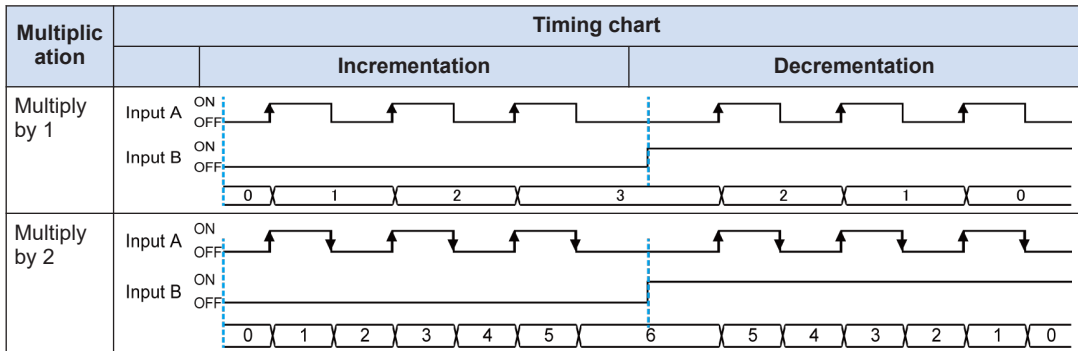 Multiplic
ation
Timing chart
Incrementation
Decrementation
Multiply
by 1
Input A
ON
OFF
Input B
ON
OFF
0 1 2 3 2 1 0
Multiply
by 2
Input A
ON
OFF
Input B
ON
OFF
0 1 2 3 4 5 6 5 4 3 2 1 0